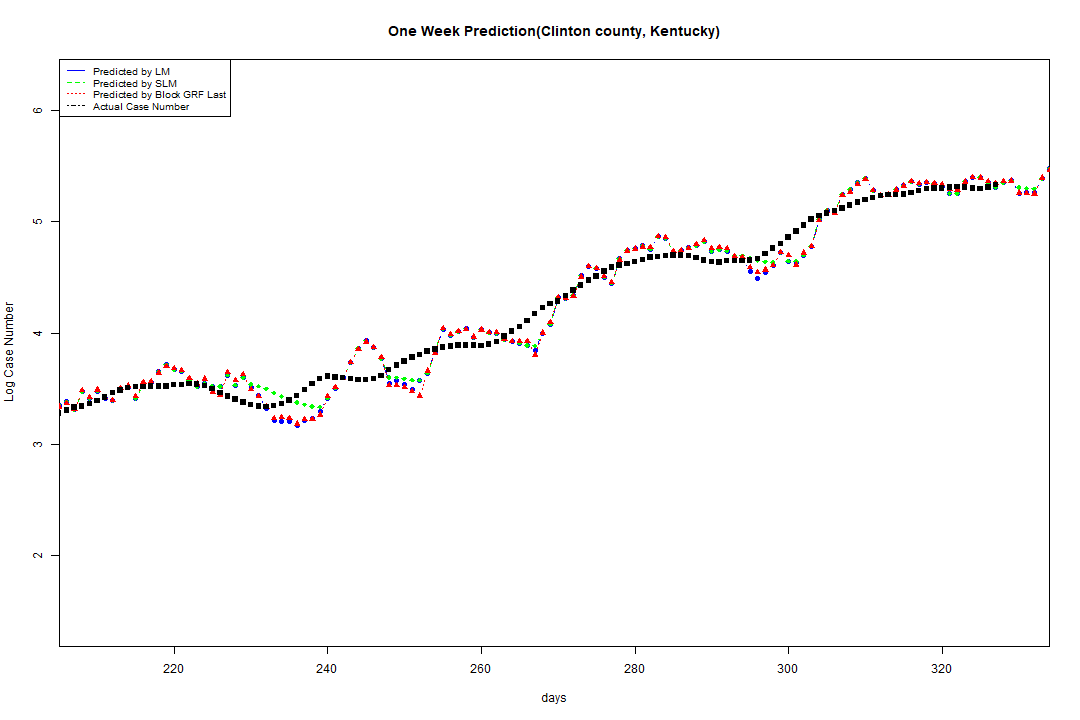 One Week Prediction(Clinton county, Kentucky)
Predicted by LM
Predicted by SLM
Predicted by Block GRF Last
Actual Case Number
6
5
4
3
2
Log Case Number
220 240 260 280 300 320
days